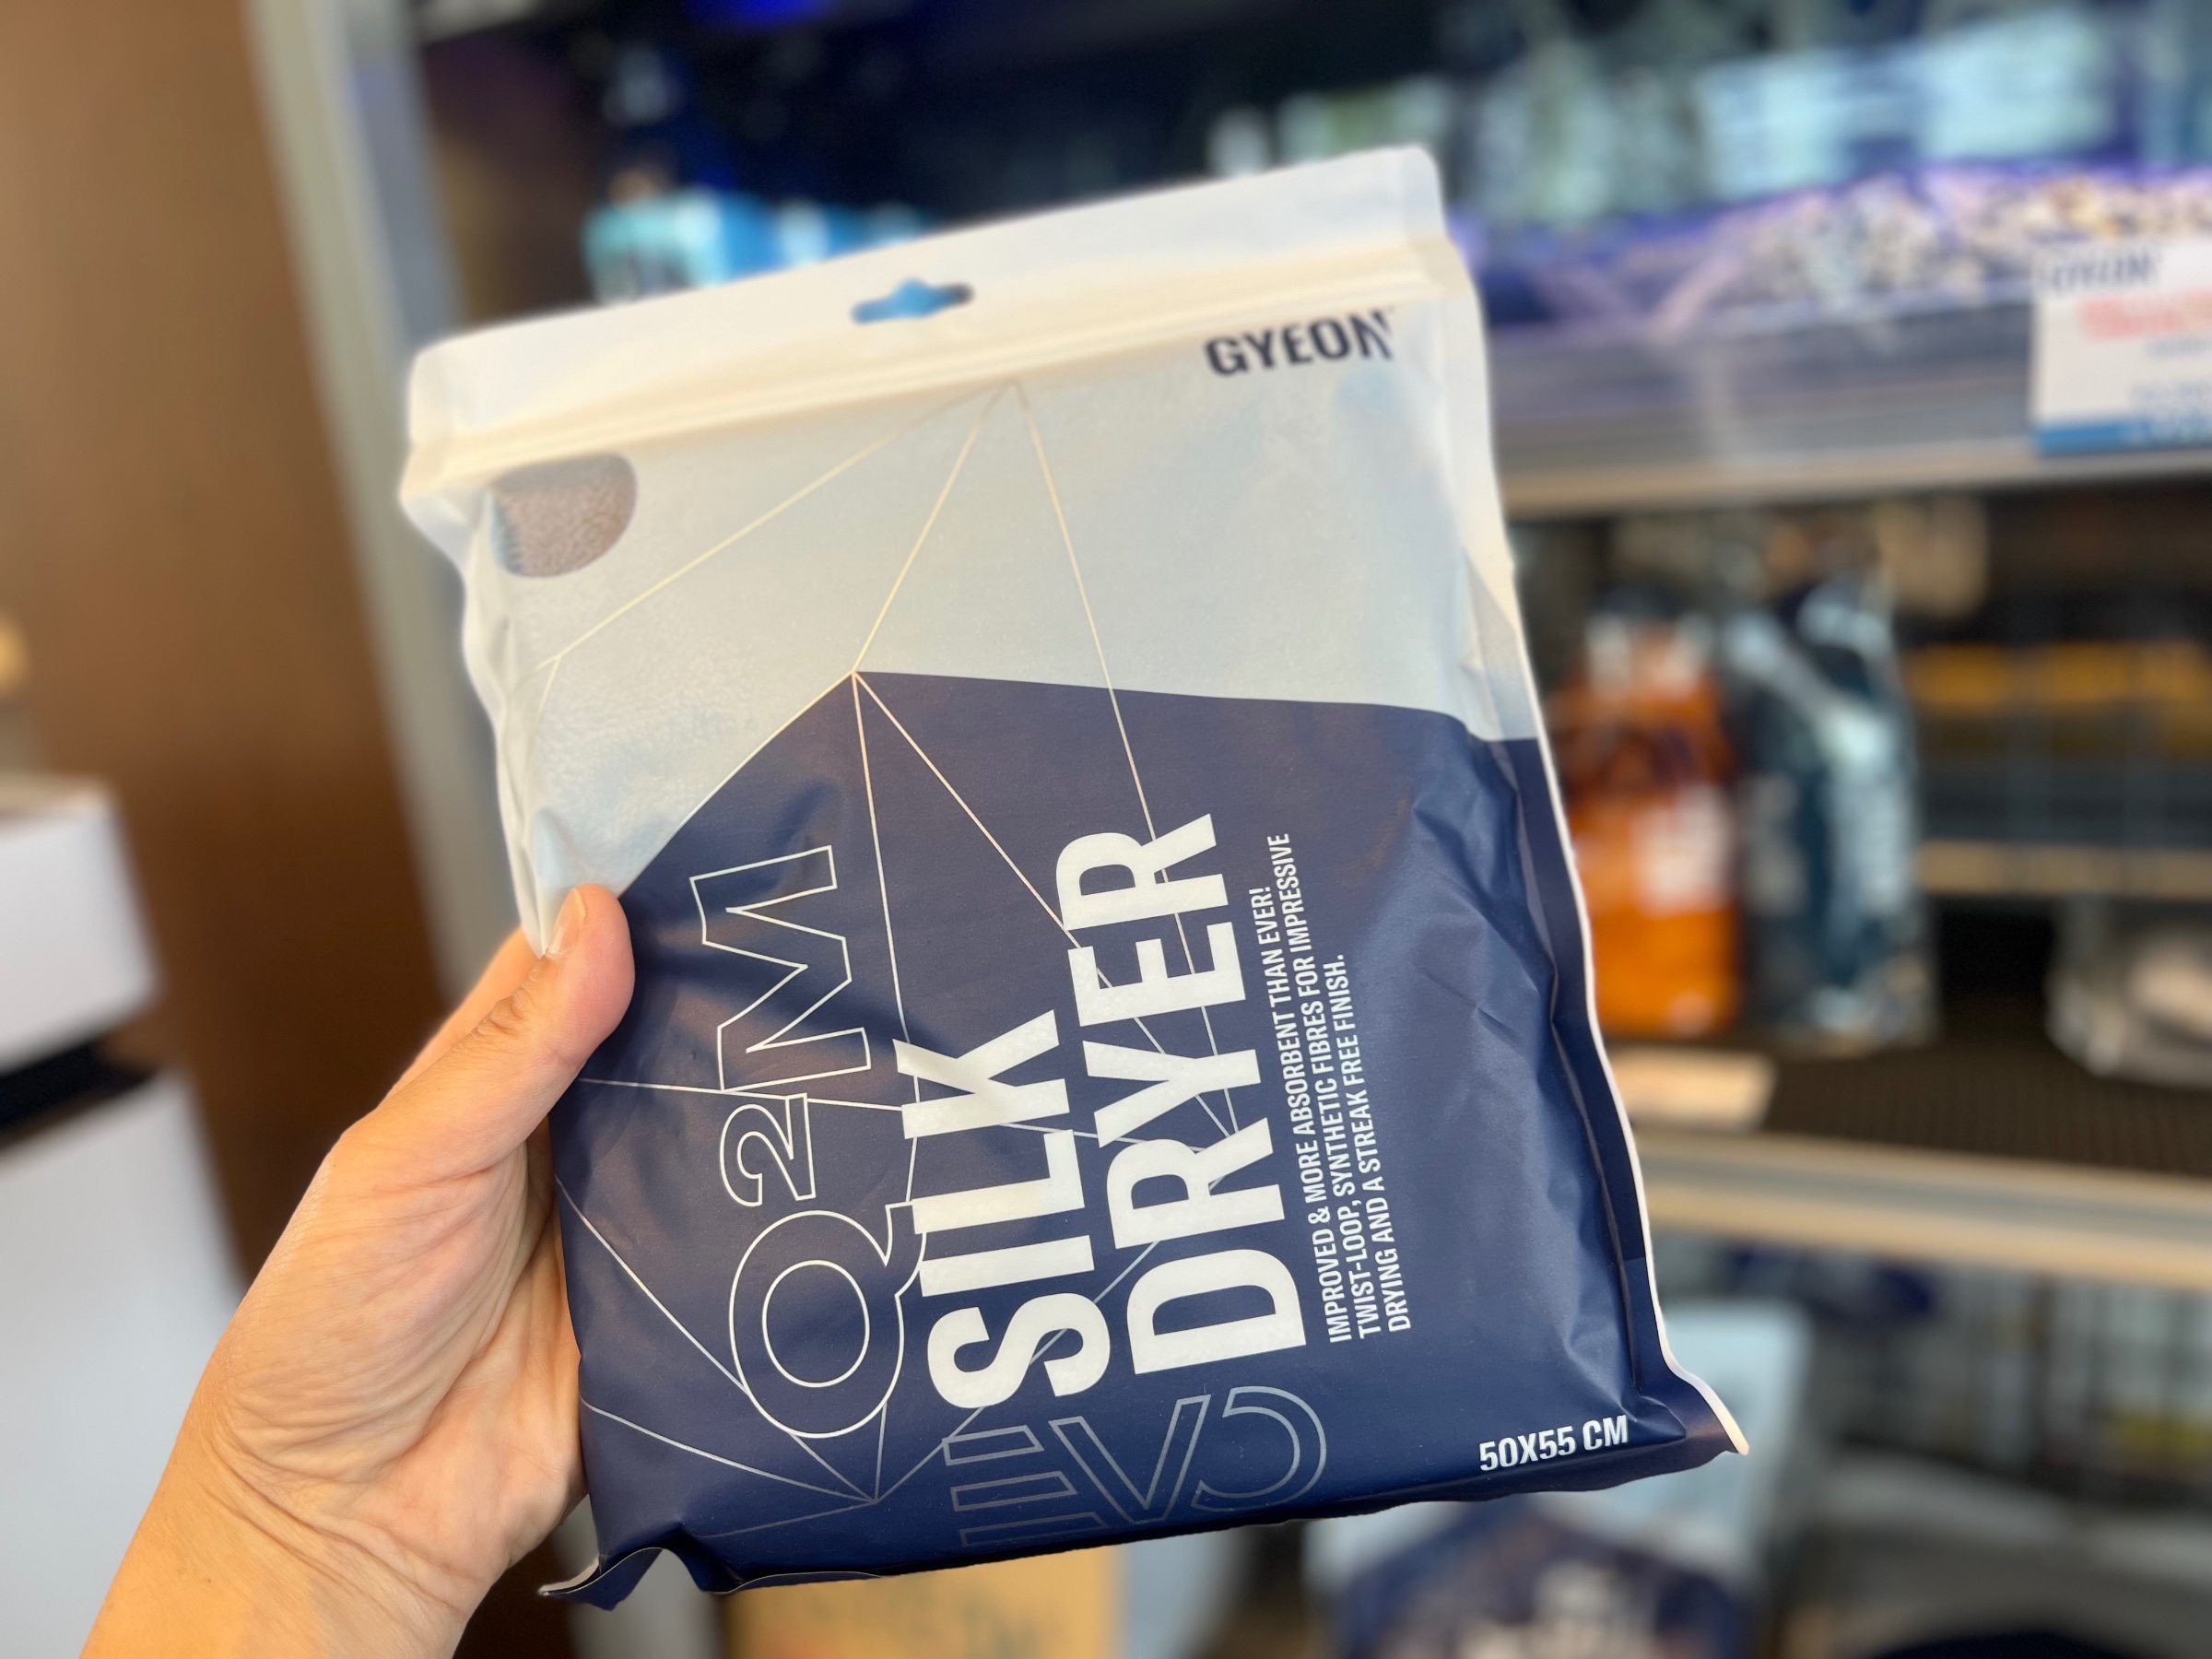 GYEON
Q2M
SILK
DRYER
EVO
IMPROVED & MORE ABSORBENT THAN EVER!
TWIST-LOOP, SYNTHETIC FIBRES FOR IMPRESSIVE
DRYING AND A STREAK FREE FINISH.
50X55 CM
GYEON